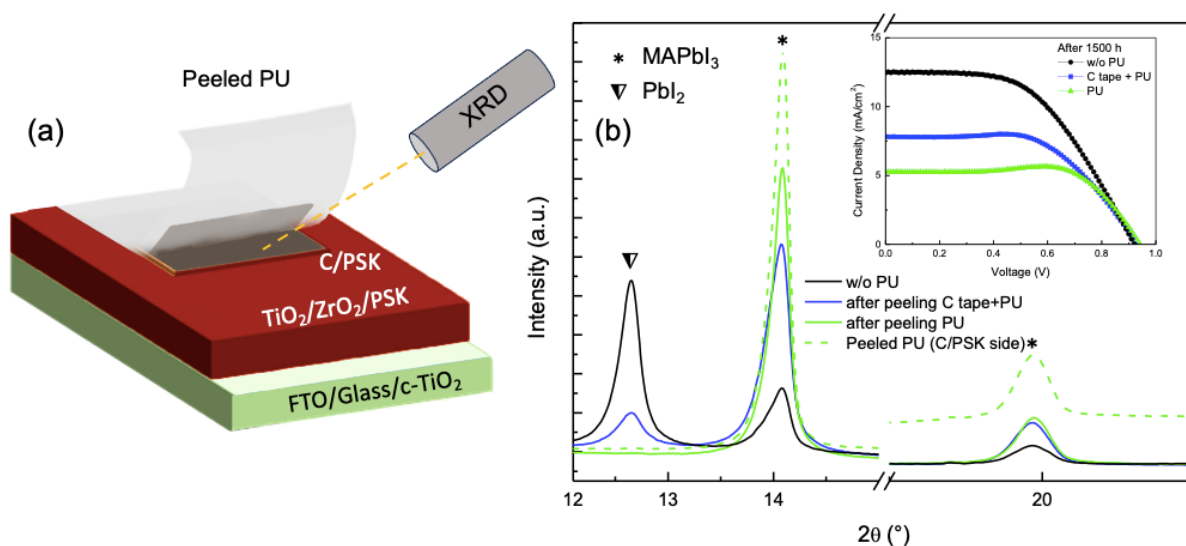 (a)
Peeled PU
XRD
C/PSK
TiO₂/ZrO₂/PSK
FTO/Glass/c-TiO₂
(b)
* MAPbI₃
PbI₂
*
Intensity (a.u.)
w/o PU
after peeling C tape+PU
after peeling PU
Peeled PU (C/PSK side)
*
12 13 14 20
2θ (°)
After 1500 h
w/o PU
C tape + PU
PU
Current Density (mA/cm²)
15
10
5
0
0.0 0.2 0.4 0.6 0.8 1.0
Voltage (V)